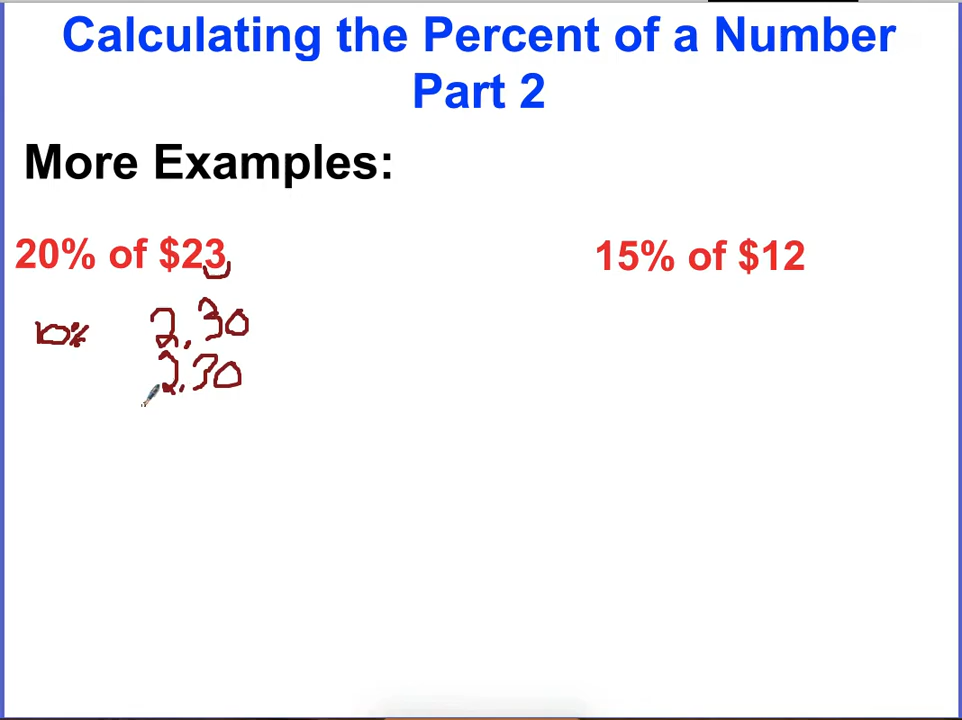 Calculating the Percent of a Number
Part 2
More Examples:
20% of $23
15% of $12
10% 2.30
2.30